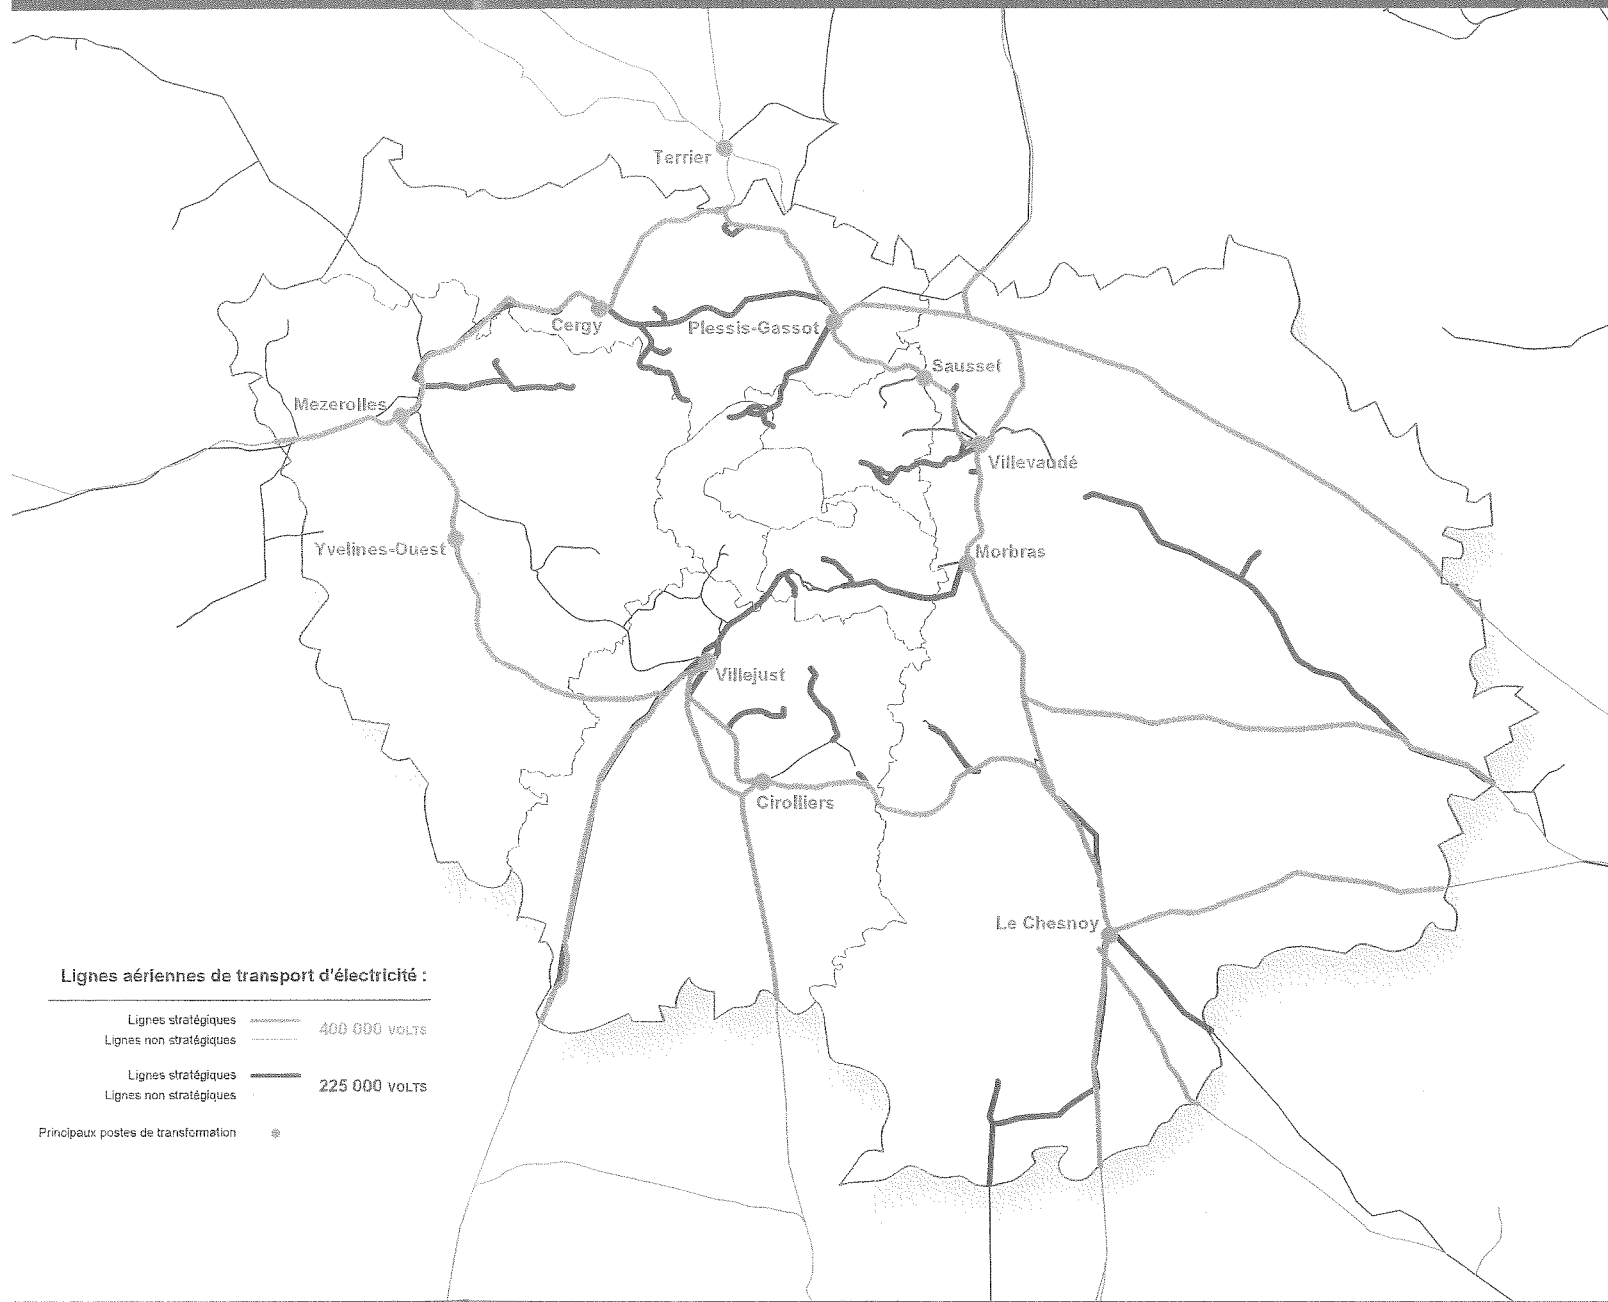 Terrier
Cergy
Plessis-Gassot
Sausset
Mezerolles
Villevaudé
Yvelines-Ouest
Morbras
Villejust
Cirolliers
Le Chesnoy
Lignes aériennes de transport d'électricité :
Lignes stratégiques
400 000 VOLTS
Lignes non stratégiques
Lignes stratégiques
225 000 VOLTS
Lignes non stratégiques
Principaux postes de transformation